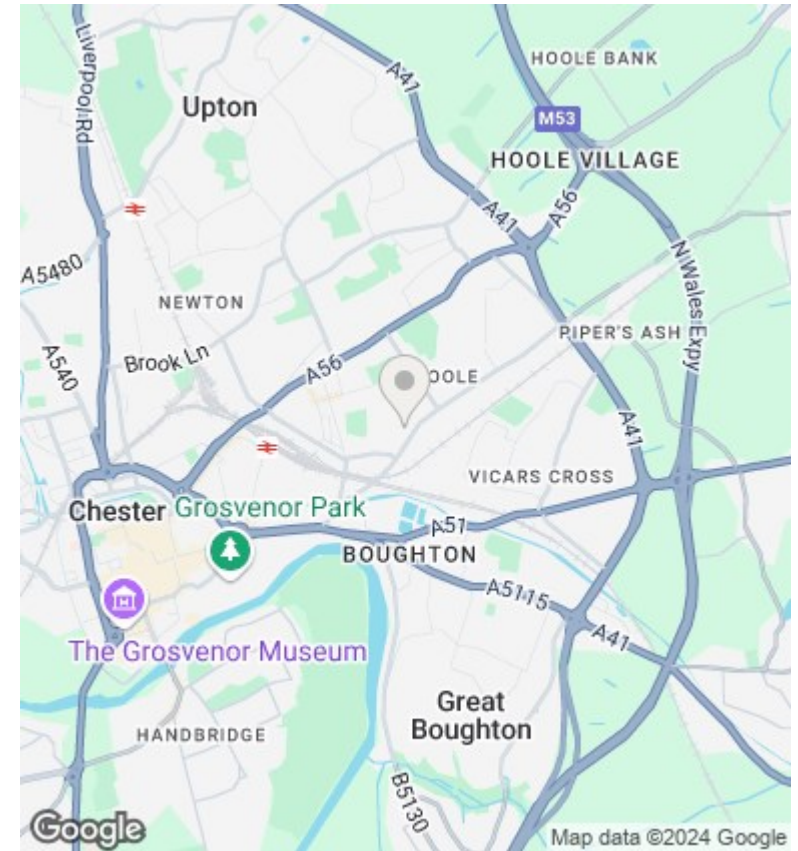 HOOLE BANK
Liverpool Rd
A41
Upton
M53
HOOLE VILLAGE
A56
A41
A5480
N Wales Expy
NEWTON
PIPER'S ASH
Brook Ln
A540
A56
OOLE
A41
VICARS CROSS
Chester
Grosvenor Park
A51
BOUGHTON
A5115
A41
The Grosvenor Museum
Great
Boughton
HANDBRIDGE
B5130
Google
Map data ©2024 Google